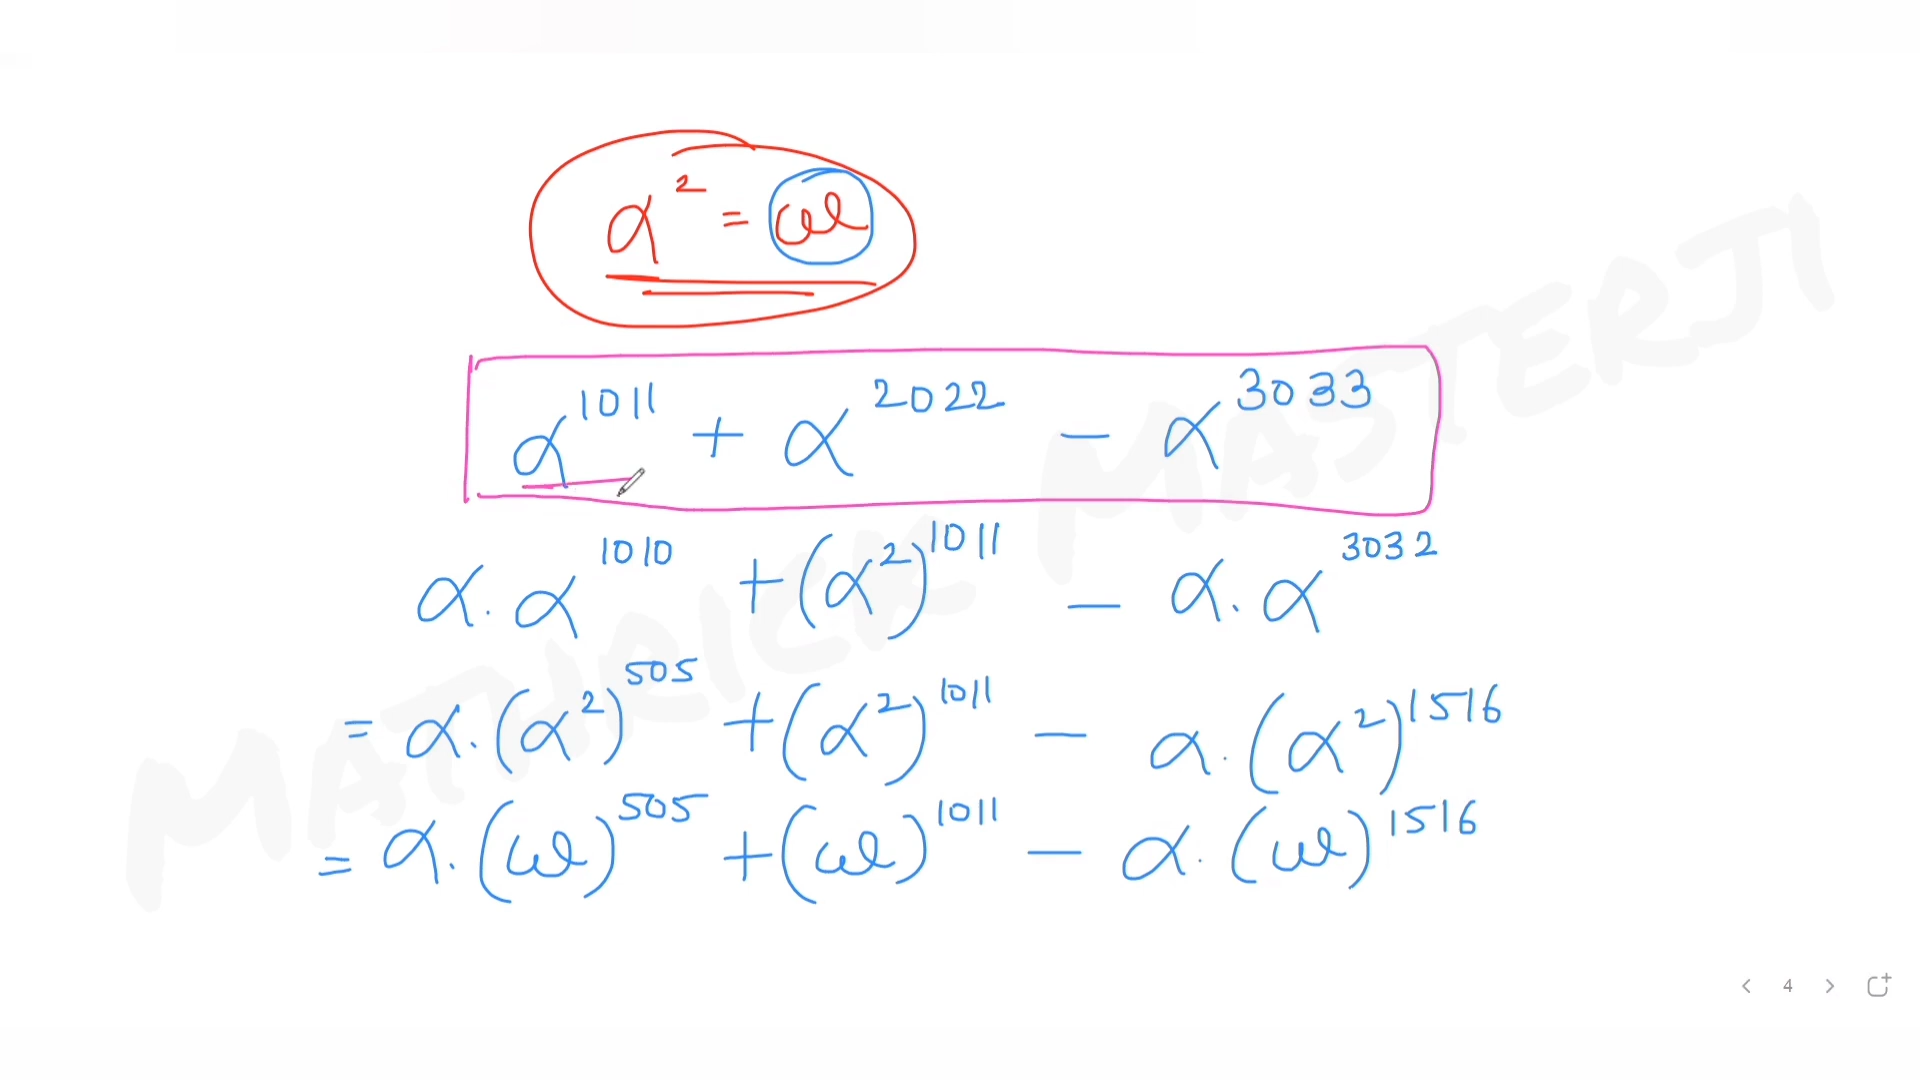 α² = ω
α¹⁰¹¹ + α²⁰²² − α³⁰³³
α·α¹⁰¹⁰ + (α²)¹⁰¹¹ − α·α³⁰³²
= α·(α²)⁵⁰⁵ + (α²)¹⁰¹¹ − α·(α²)¹⁵¹⁶
= α·(ω)⁵⁰⁵ + (ω)¹⁰¹¹ − α·(ω)¹⁵¹⁶
MATHRICK MASTERJI
< 4 >